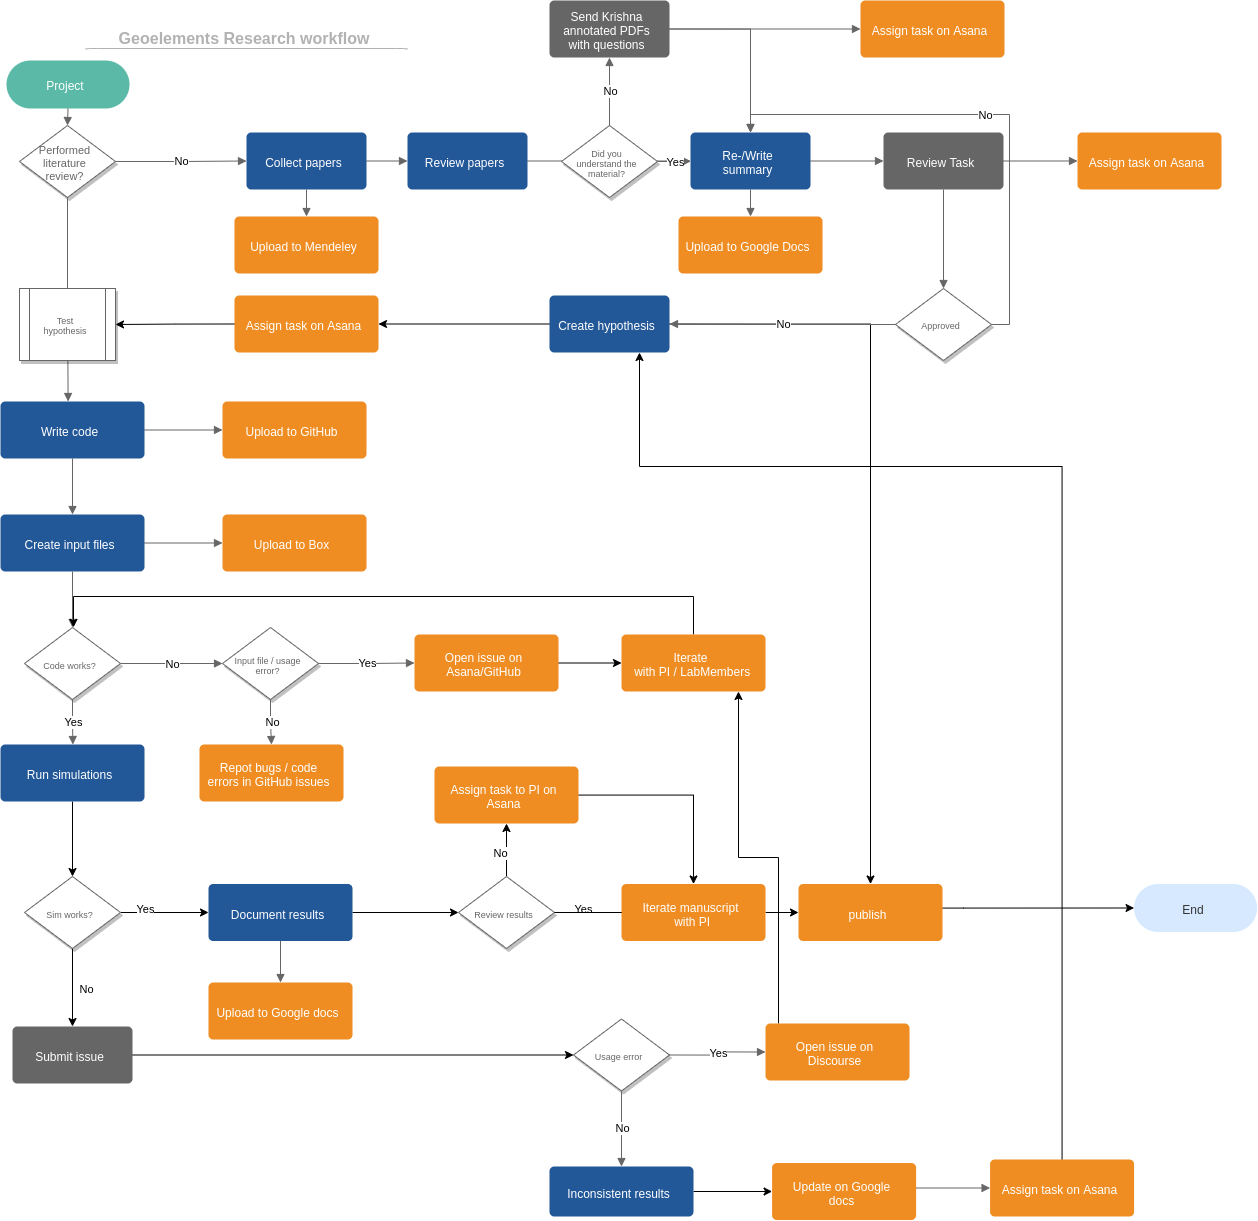 Geoelements Research workflow
Send Krishna
annotated PDFs
with questions
Assign task on Asana
Project
No
No
Performed
literature
review?
No
Collect papers
Review papers
Did you
understand the
material?
Yes
Re-/Write
summary
Review Task
Assign task on Asana
Upload to Mendeley
Upload to Google Docs
Test
hypothesis
Assign task on Asana
Create hypothesis
No
Approved
Write code
Upload to GitHub
Create input files
Upload to Box
Code works?
No
Input file / usage
error?
Yes
Open issue on
Asana/GitHub
Iterate
with PI / LabMembers
Yes
No
Run simulations
Repot bugs / code
errors in GitHub issues
Assign task to PI on
Asana
No
Sim works?
Yes
Document results
Review results
Yes
Iterate manuscript
with PI
publish
End
No
Upload to Google docs
Submit issue
Usage error
Yes
Open issue on
Discourse
No
Inconsistent results
Update on Google
docs
Assign task on Asana